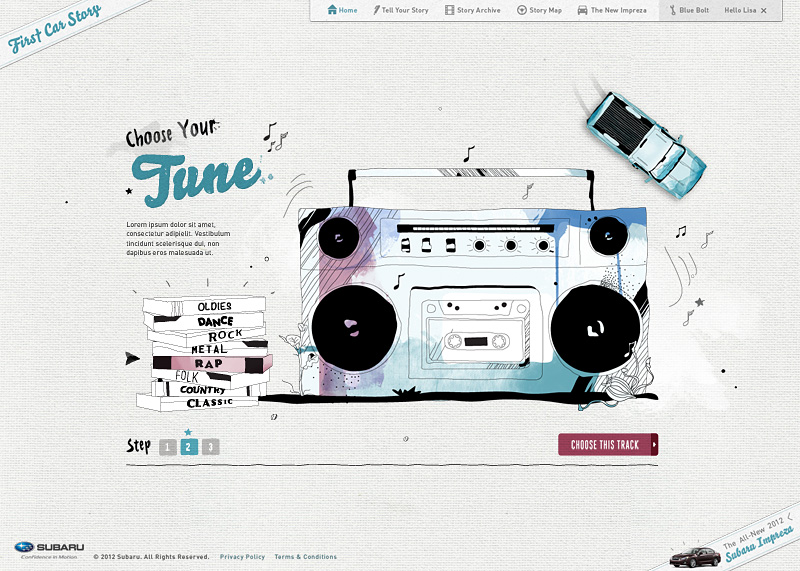 First Car Story
Home
Tell Your Story
Story Archive
Story Map
The New Impreza
Blue Bolt
Hello Lisa
Choose Your
Tune
Lorem ipsum dolor sit amet,
consectetur adipielit. Vestibulum
tincidunt scelerisque dui, non
dapibus eros malesuada ut.
OLDIES
DANCE
ROCK
METAL
RAP
FOLK
COUNTRY
CLASSIC
Step 1 2 3
CHOOSE THIS TRACK
SUBARU
Confidence in Motion
© 2012 Subaru. All Rights Reserved.
Privacy Policy
Terms & Conditions
The All-New 2012
Subaru Impreza